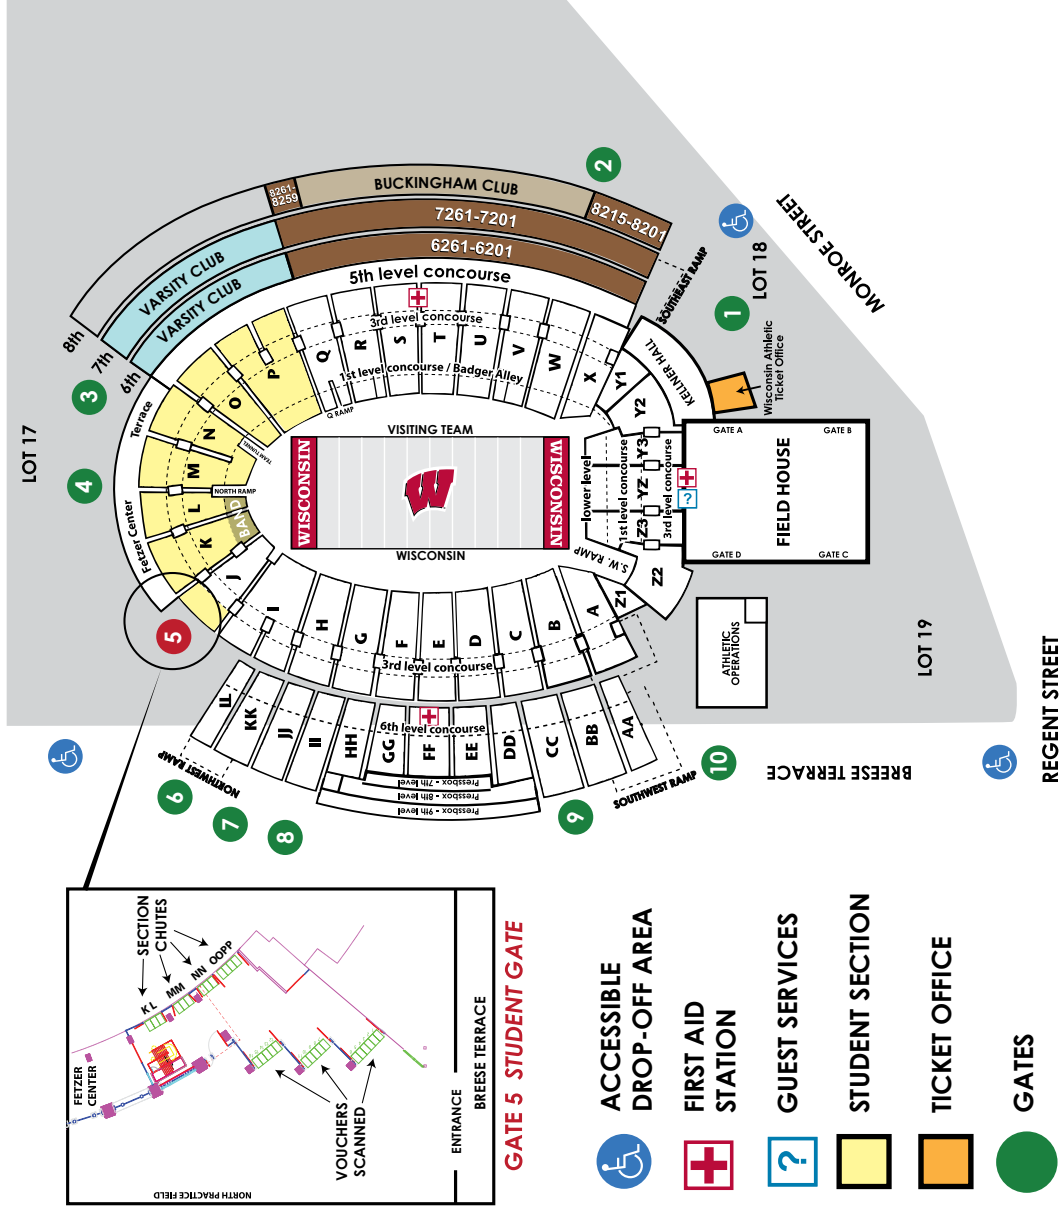 LOT 17
8th
7th
6th
VARSITY CLUB
VARSITY CLUB
8261-
8259
BUCKINGHAM CLUB
7261-7201
8215-8201
6261-6201
2
3
4
5
1
5th level concourse
3rd level concourse
1st level concourse / Badger Alley
SOUTHEAST RAMP
LOT 18
MONROE STREET
Terrace
Fetzer Center
P
Q
R
S
T
U
V
W
X
Y1
Y2
KELLNER HALL
Wisconsin Athletic
Ticket Office
O
N
M
L
K
J
Q RAMP
TEAM TUNNEL
NORTH RAMP
BAND
VISITING TEAM
WISCONSIN
W
WISCONSIN
WISCONSIN
lower level
1st level concourse
3rd level concourse
Y3
YZ
Z3
?
GATE A
GATE B
FIELD HOUSE
GATE D
GATE C
S.W. RAMP
Z2
Z1
I
H
G
F
E
D
C
B
A
3rd level concourse
ATHLETIC
OPERATIONS
LOT 19
REGENT STREET
6th level concourse
KK
JJ
II
HH
GG
FF
EE
DD
CC
BB
AA
Pressbox - 7th level
Pressbox - 8th level
Pressbox - 9th level
NORTHWEST RAMP
SOUTHWEST RAMP
6
7
8
9
10
BREESE TERRACE
SECTION
CHUTES
K L
MM
NN
OOPP
FETZER
CENTER
VOUCHERS
SCANNED
NORTH PRACTICE FIELD
ENTRANCE
BREESE TERRACE
GATE 5 STUDENT GATE
ACCESSIBLE
DROP-OFF AREA
FIRST AID
STATION
?
GUEST SERVICES
STUDENT SECTION
TICKET OFFICE
GATES